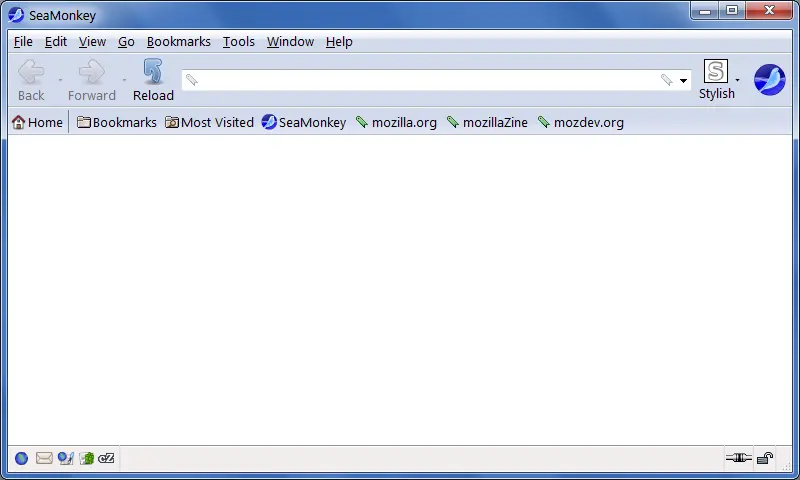 SeaMonkey
File Edit View Go Bookmarks Tools Window Help
Back Forward Reload S Stylish
Home Bookmarks Most Visited SeaMonkey mozilla.org mozillaZine mozdev.org
cZ